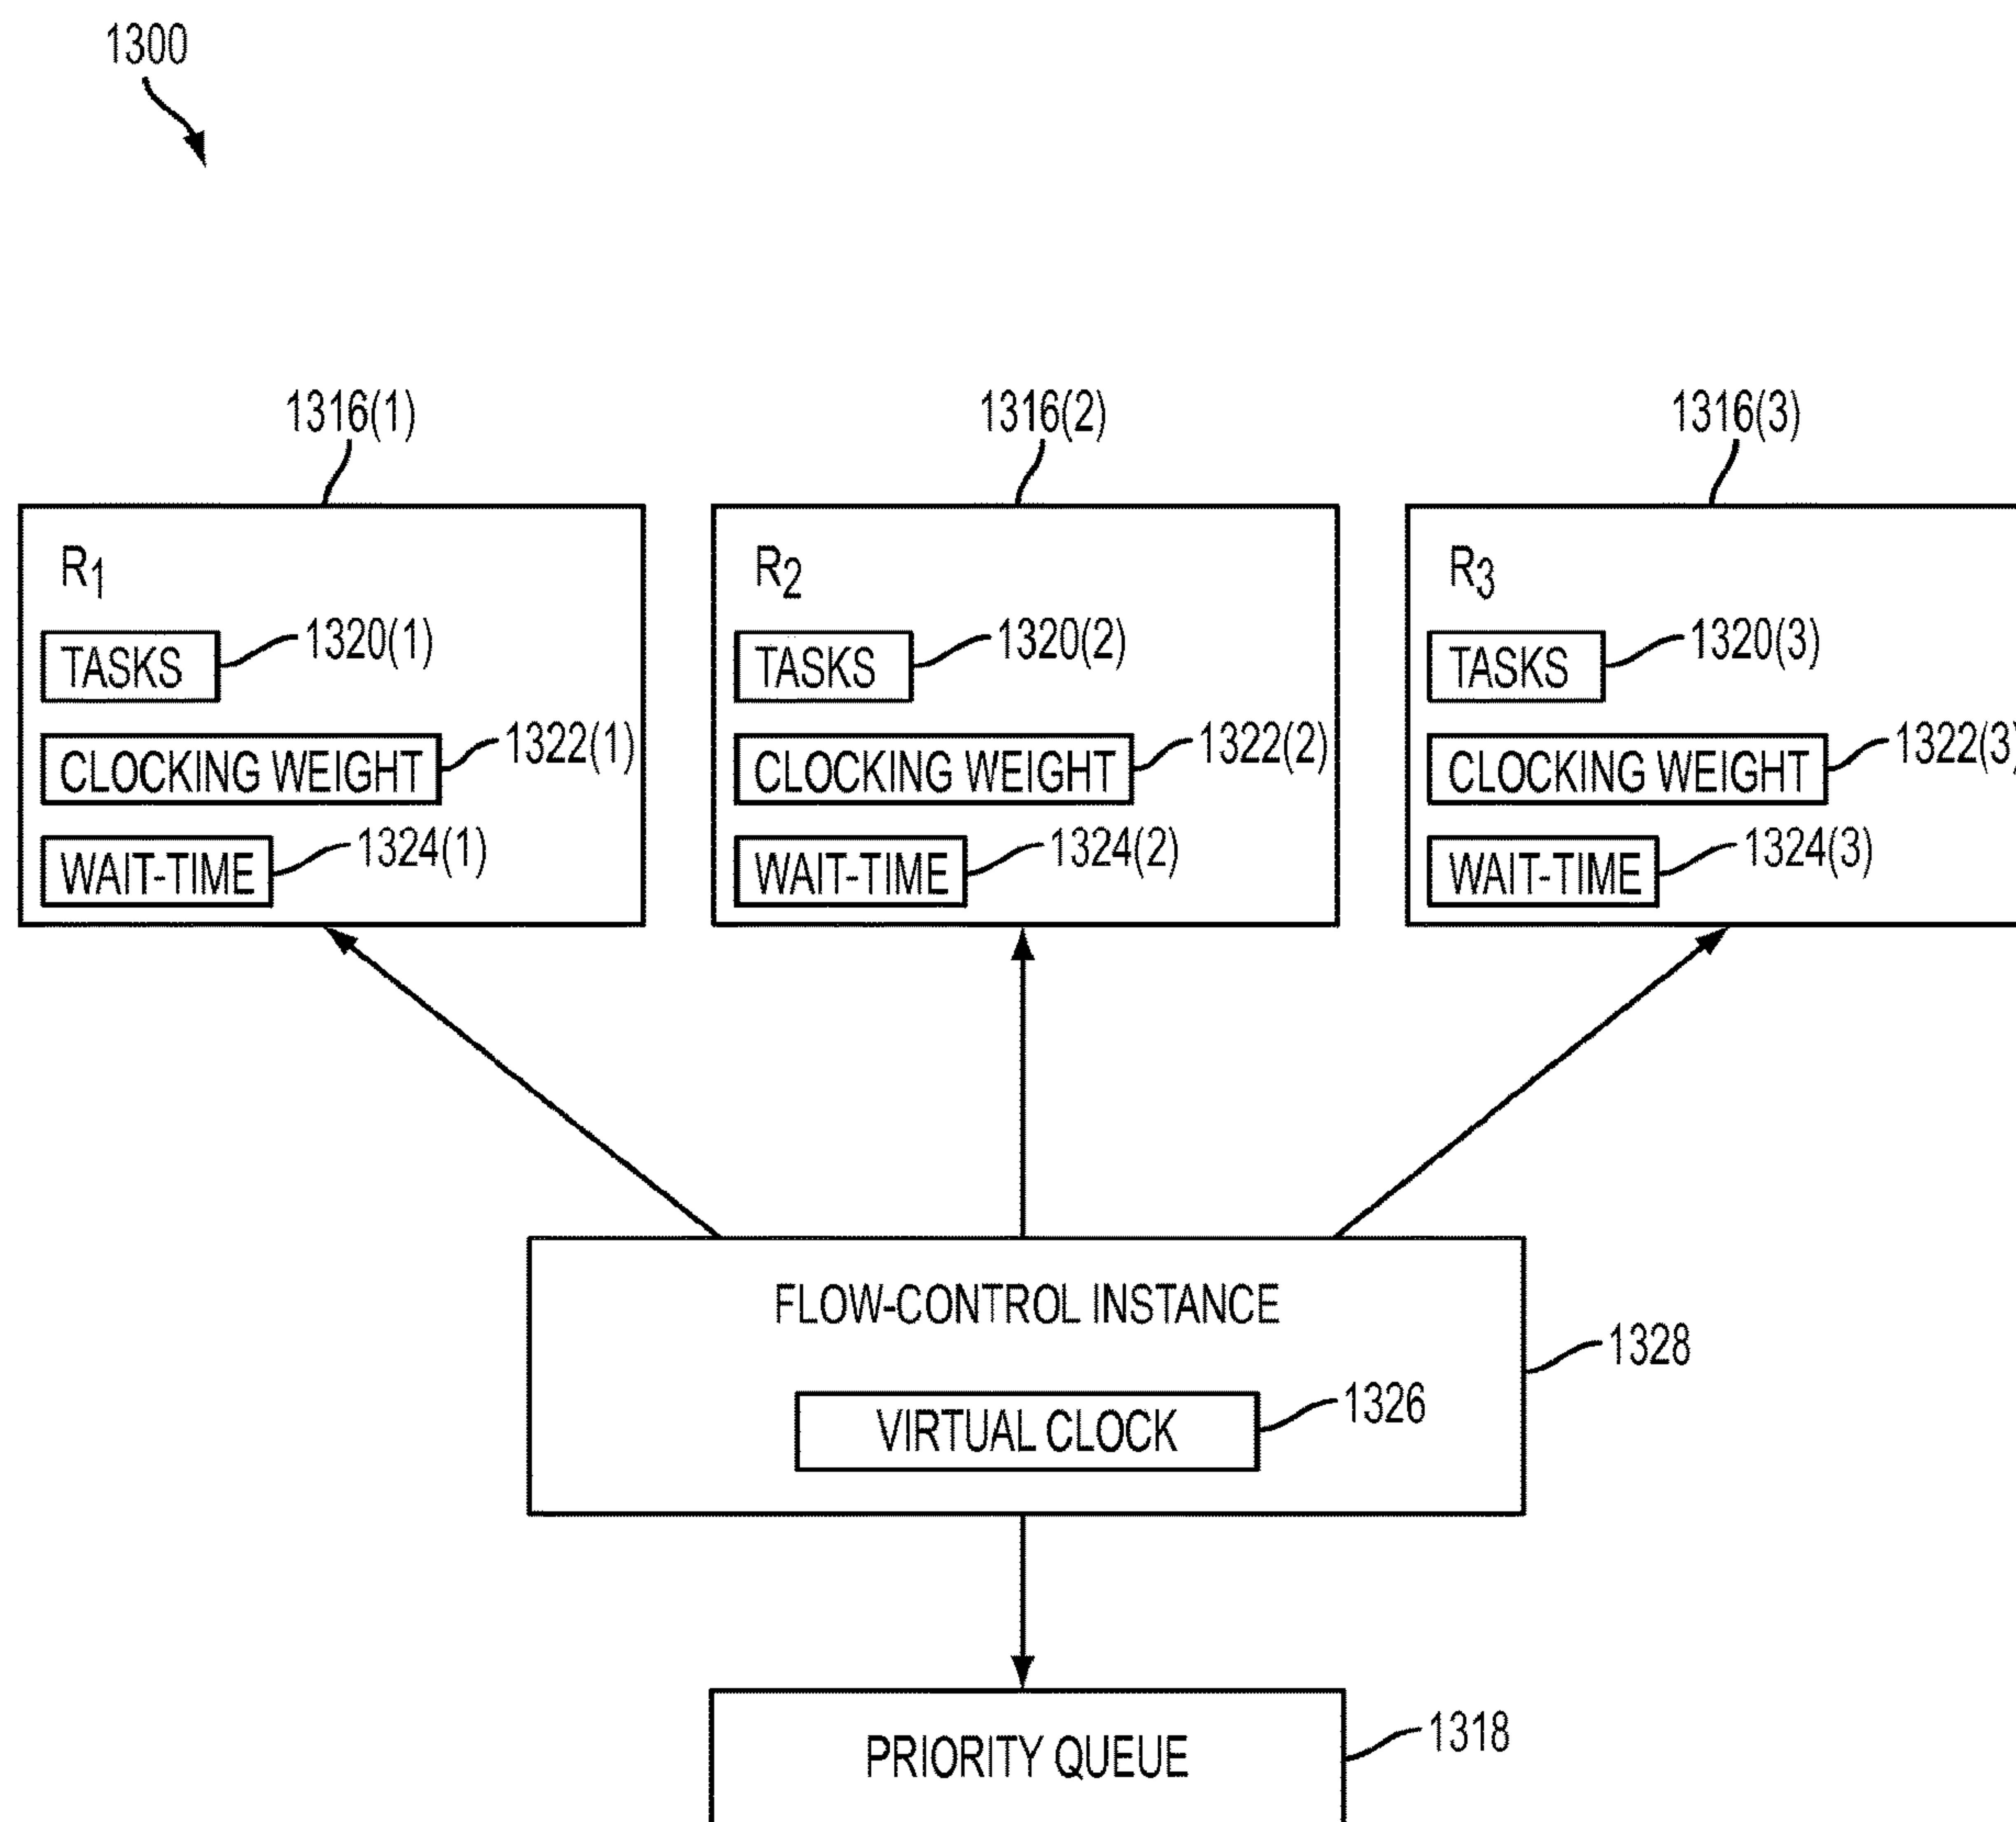 1300
1316(1) 1316(2) 1316(3)
R1 R2 R3
TASKS 1320(1) TASKS 1320(2) TASKS 1320(3)
CLOCKING WEIGHT 1322(1) CLOCKING WEIGHT 1322(2) CLOCKING WEIGHT 1322(3)
WAIT-TIME 1324(1) WAIT-TIME 1324(2) WAIT-TIME 1324(3)
FLOW-CONTROL INSTANCE
1328
VIRTUAL CLOCK 1326
PRIORITY QUEUE 1318